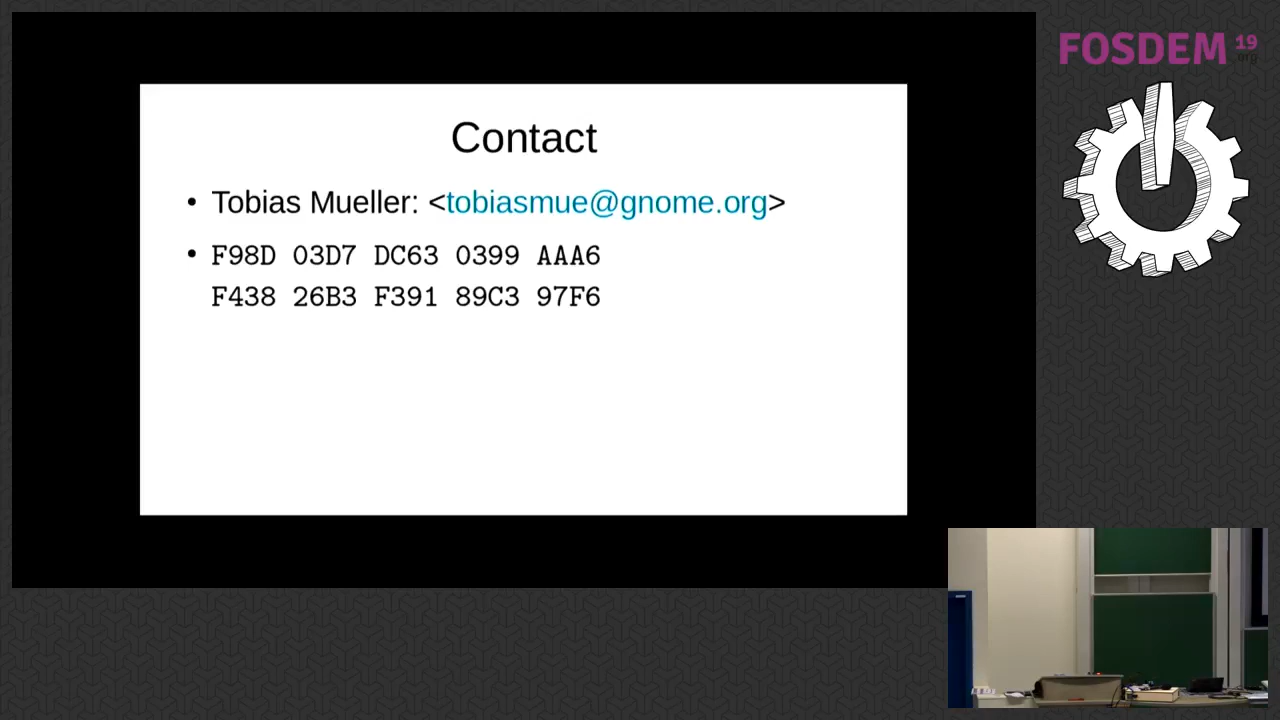 FOSDEM 19
.org
Contact
• Tobias Mueller: <tobiasmue@gnome.org>
• F98D 03D7 DC63 0399 AAA6
F438 26B3 F391 89C3 97F6